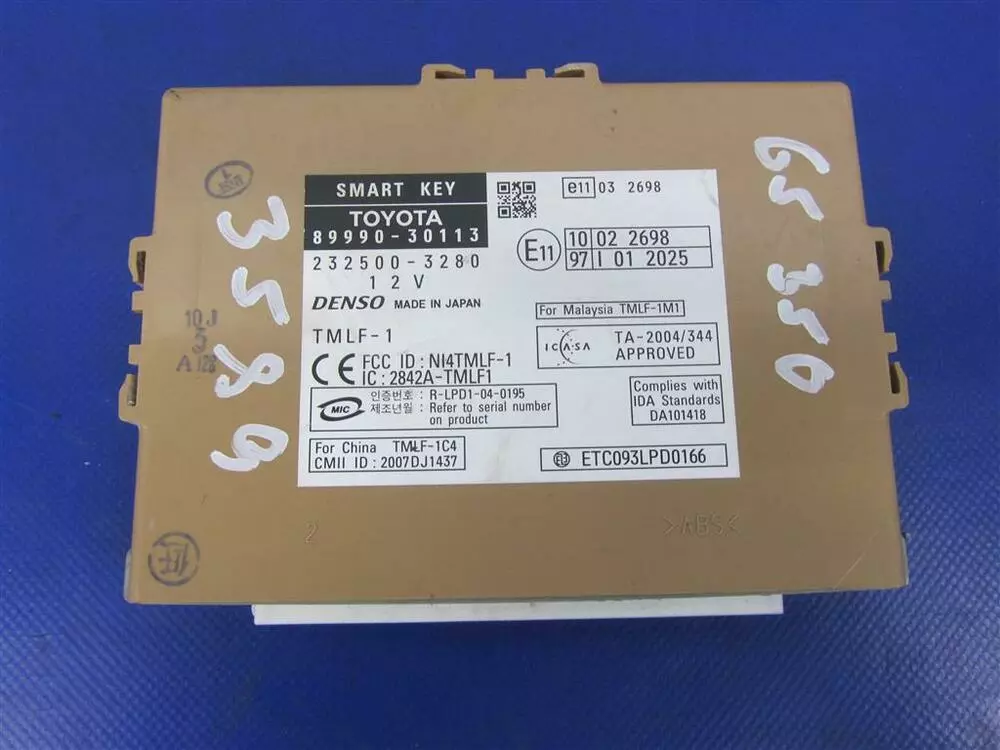 SMART KEY
TOYOTA
89990-30113
232500-3280
12V
DENSO MADE IN JAPAN
TMLF-1
CE FCC ID : NI4TMLF-1
IC : 2842A-TMLF1
MIC 인증번호 : R-LPD1-04-0195
제조년월 : Refer to serial number
on product
For China TMLF-1C4
CMII ID : 2007DJ1437
e11 03 2698
E11 10 02 2698
97 I 01 2025
For Malaysia TMLF-1M1
ICASA TA-2004/344
APPROVED
Complies with
IDA Standards
DA101418
ETC093LPD0166
3589
GS 350
10J
3
A 128
2
>ABS<